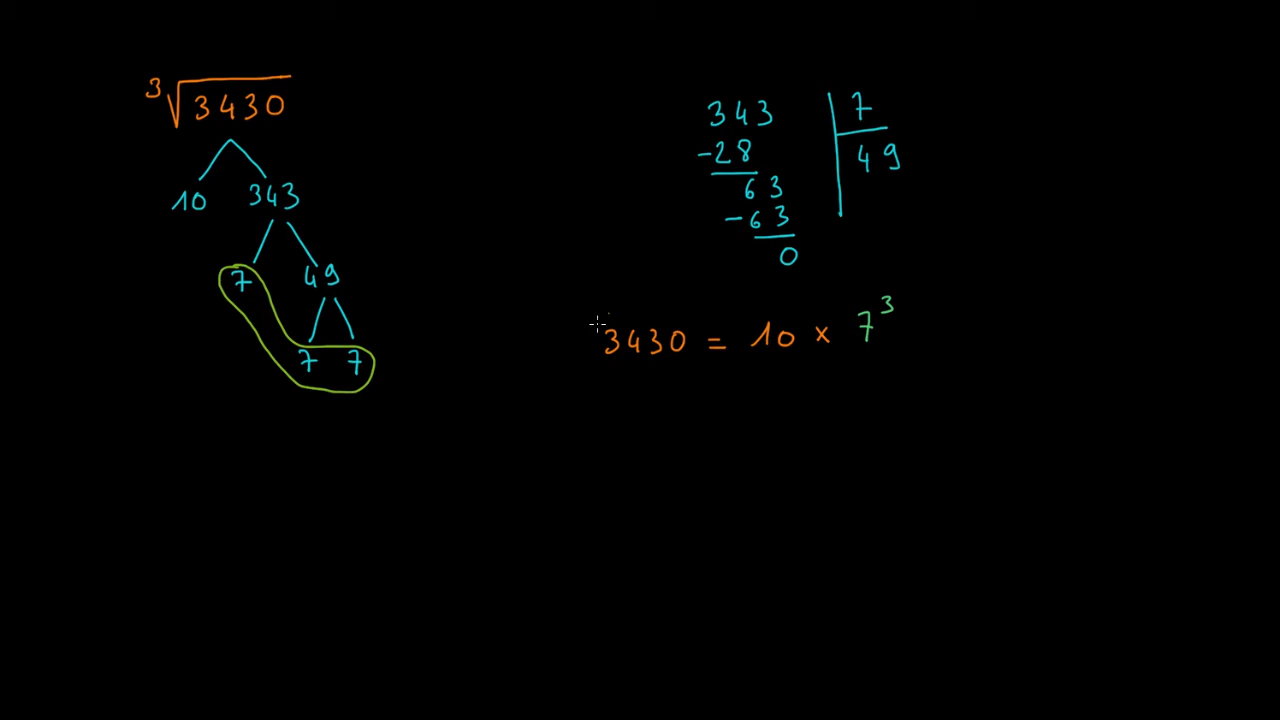 ³√3430
10 343
7 49
7 7
343 | 7
-28 | 49
63
-63
0
3430 = 10 × 7³